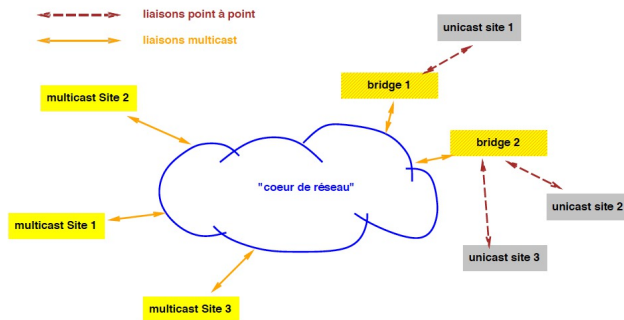 liaisons point à point
liaisons multicast
unicast site 1
bridge 1
multicast Site 2
bridge 2
"coeur de réseau"
unicast site 2
multicast Site 1
unicast site 3
multicast Site 3